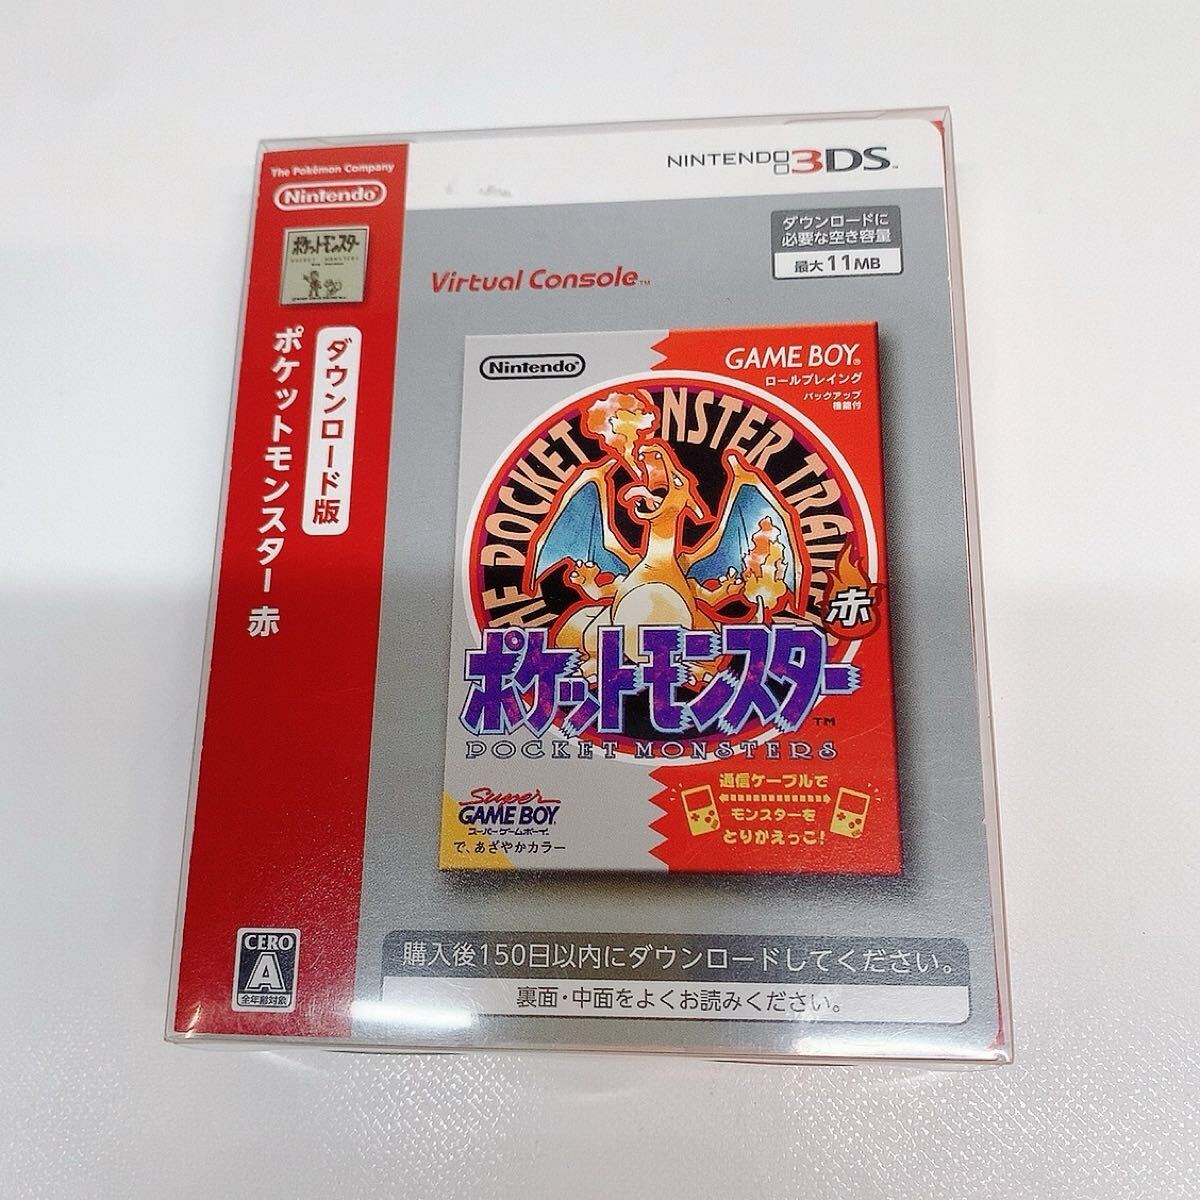 The Pokémon Company
Nintendo
ポケットモンスター
ダウンロード版
ポケットモンスター 赤
CERO
A
全年齢対象
NINTENDO 3DS™
ダウンロードに
必要な空き容量
最大11MB
Virtual Console™
Nintendo®
GAME BOY®
ロールプレイング
バックアップ
機能付
THE POCKET MONSTER TRAINER
赤
ポケットモンスター
™
POCKET MONSTERS
Super
GAME BOY
スーパーゲームボーイ
で、あざやかカラー
通信ケーブルで
モンスターを
とりかえっこ!
購入後150日以内にダウンロードしてください。
裏面・中面をよくお読みください。